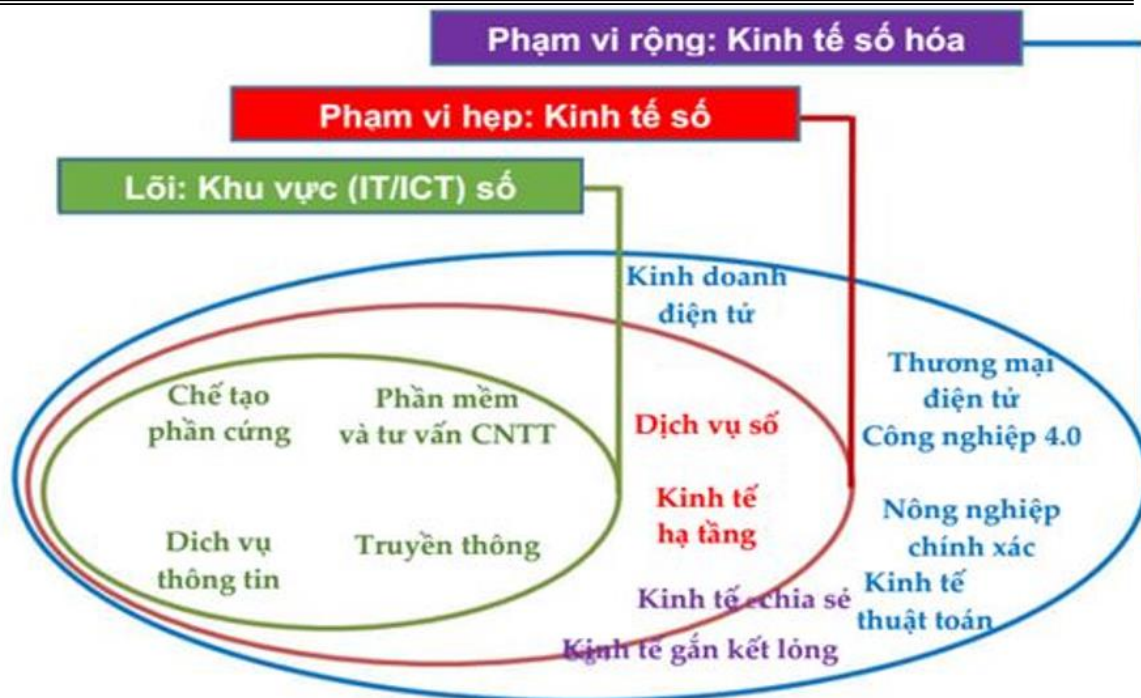 Phạm vi rộng: Kinh tế số hóa
Phạm vi hẹp: Kinh tế số
Lõi: Khu vực (IT/ICT) số
Kinh doanh
điện tử
Thương mại
điện tử
Công nghiệp 4.0
Chế tạo
phần cứng
Phần mềm
và tư vấn CNTT
Dịch vụ số
Kinh tế
hạ tầng
Nông nghiệp
chính xác
Dich vụ
thông tin
Truyền thông
Kinh tế chia sẻ
Kinh tế
thuật toán
Kinh tế gắn kết lỏng